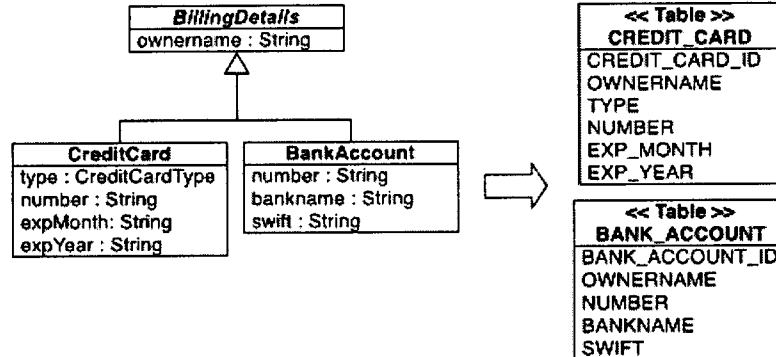 BillingDetails
ownername : String
CreditCard
type : CreditCardType
number : String
expMonth: String
expYear : String
BankAccount
number : String
bankname : String
swift : String
<< Table >>
CREDIT_CARD
CREDIT_CARD_ID
OWNERNAME
TYPE
NUMBER
EXP_MONTH
EXP_YEAR
<< Table >>
BANK_ACCOUNT
BANK_ACCOUNT_ID
OWNERNAME
NUMBER
BANKNAME
SWIFT